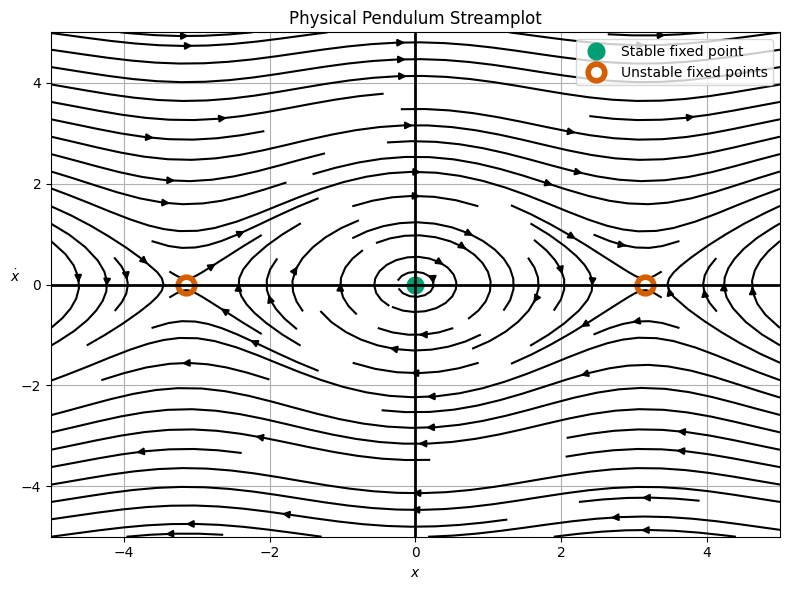 Physical Pendulum Streamplot
Stable fixed point
Unstable fixed points
4
2
0
−2
−4
ẋ
−4 −2 0 2 4
x